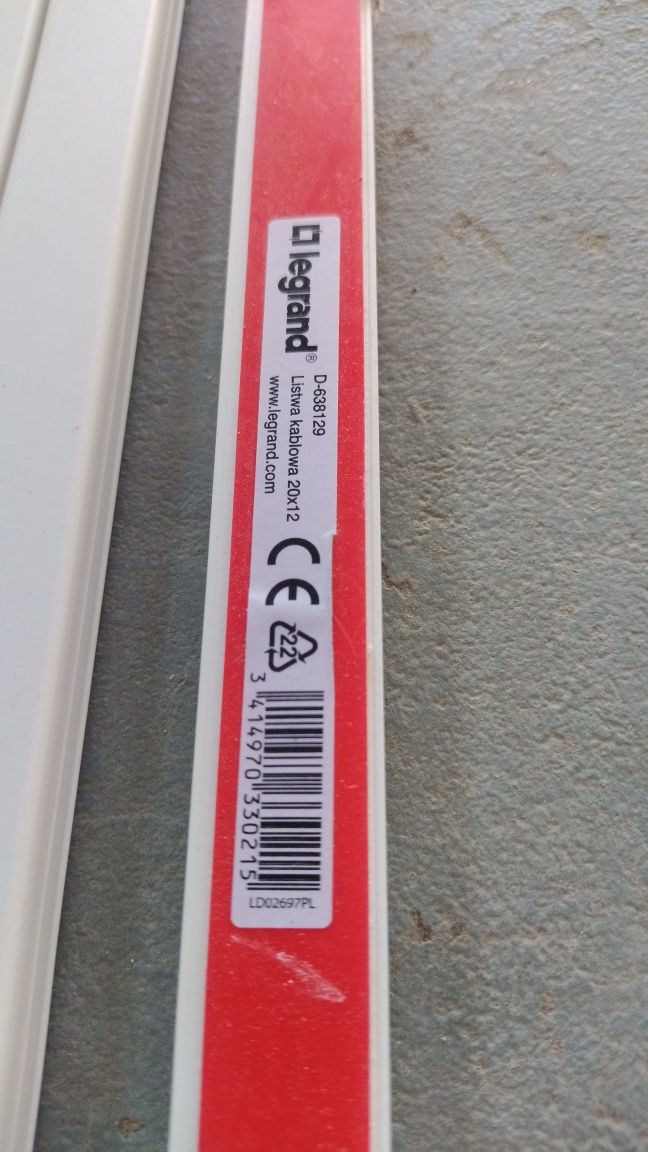 legrand®
D-638129
Listwa kablowa 20x12
www.legrand.com
CE
22
3 414970 330215
LD02697PL